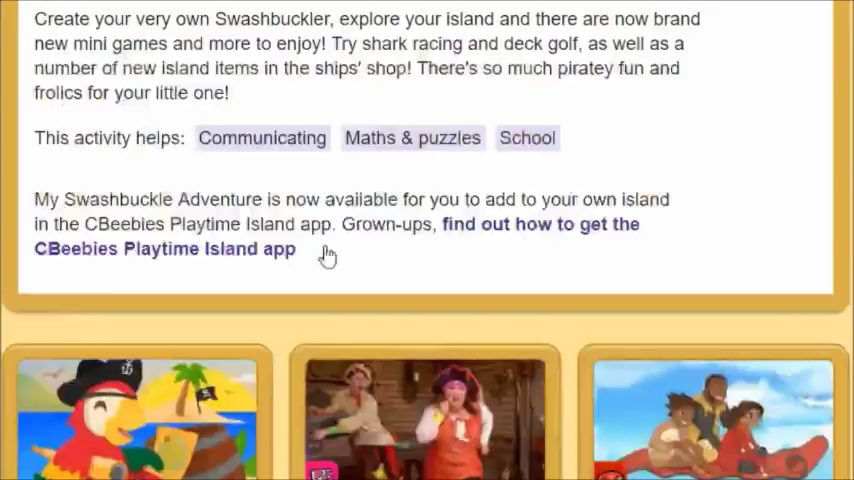 Create your very own Swashbuckler, explore your island and there are now brand
new mini games and more to enjoy! Try shark racing and deck golf, as well as a
number of new island items in the ships' shop! There's so much piratey fun and
frolics for your little one!
This activity helps: Communicating Maths & puzzles School
My Swashbuckle Adventure is now available for you to add to your own island
in the CBeebies Playtime Island app. Grown-ups, find out how to get the
CBeebies Playtime Island app